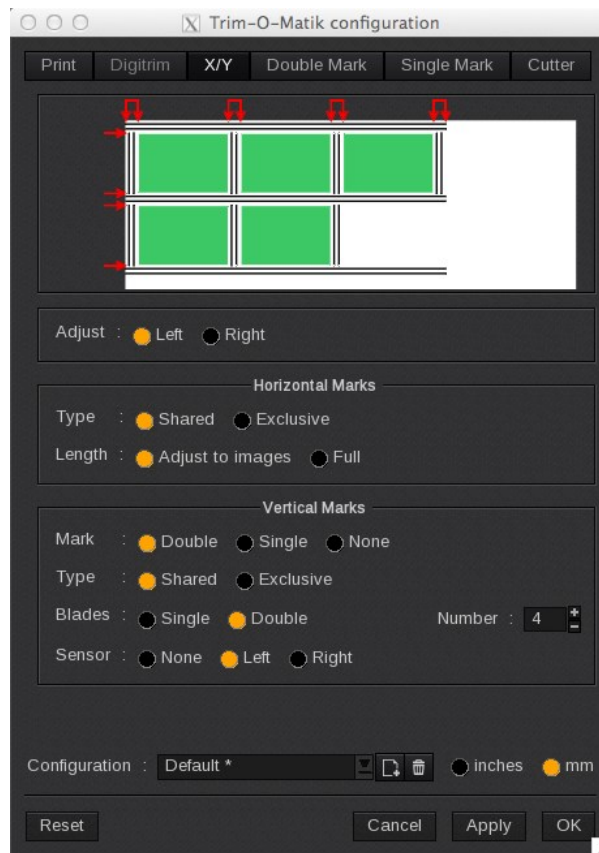 Trim-O-Matik configuration
Print Digitrim X/Y Double Mark Single Mark Cutter
Adjust : Left Right
Horizontal Marks
Type : Shared Exclusive
Length : Adjust to images Full
Vertical Marks
Mark : Double Single None
Type : Shared Exclusive
Blades : Single Double Number : 4
Sensor : None Left Right
Configuration : Default * inches mm
Reset Cancel Apply OK